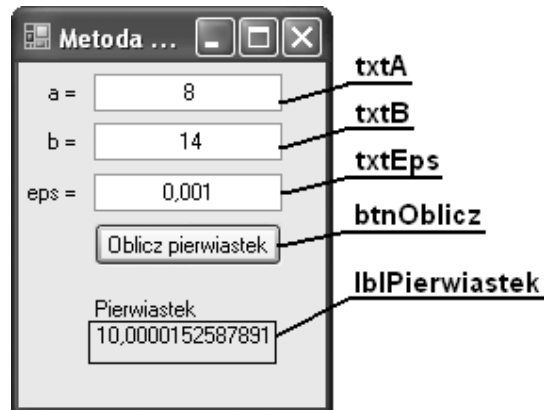 Metoda ...
a = 8
txtA
b = 14
txtB
eps = 0,001
txtEps
Oblicz pierwiastek
btnOblicz
Pierwiastek
10,0000152587891
lblPierwiastek